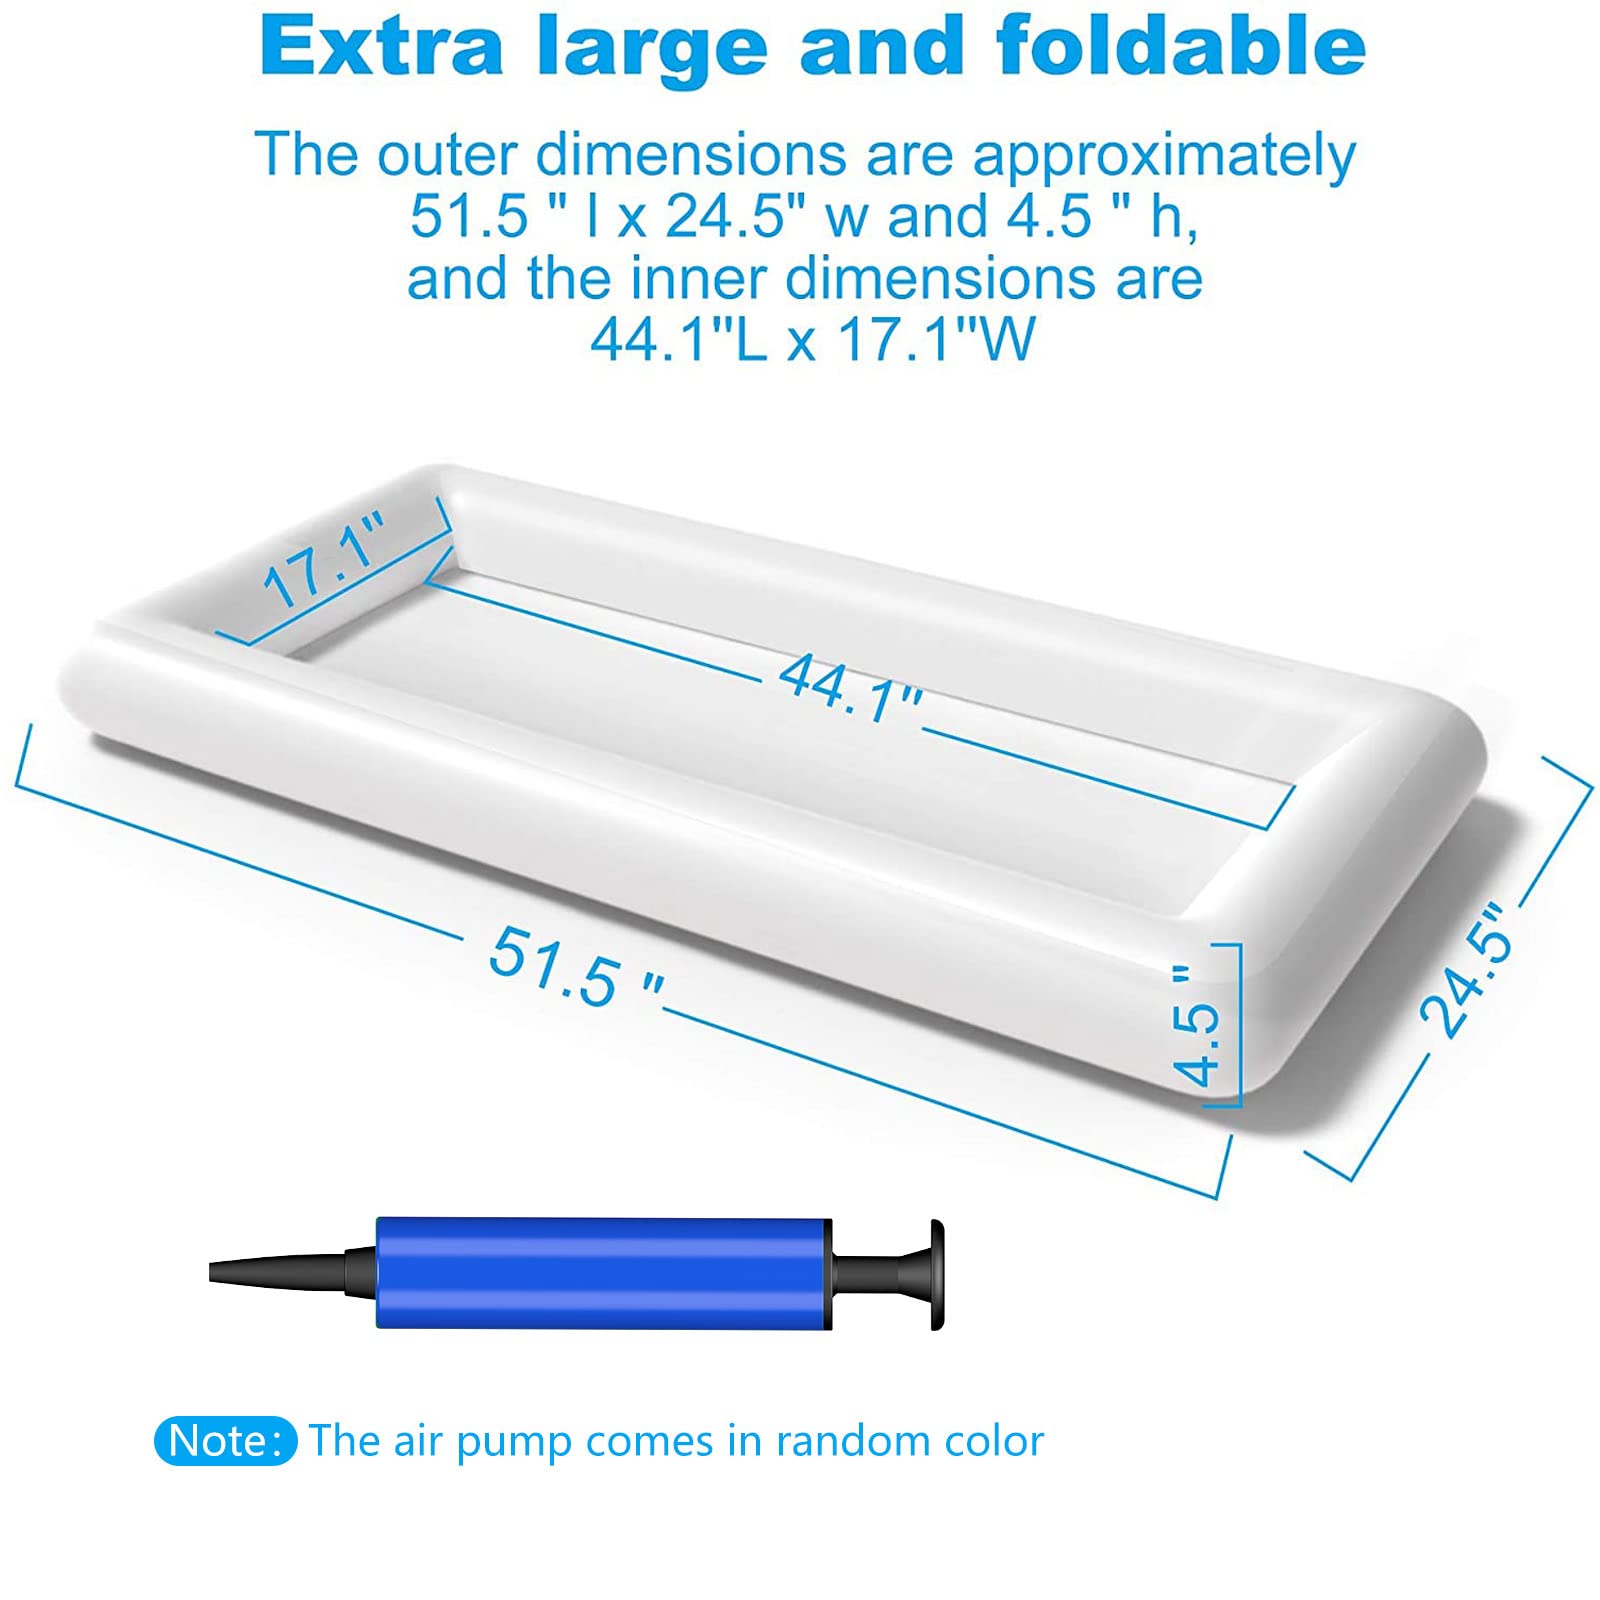 Extra large and foldable
The outer dimensions are approximately
51.5 " l x 24.5" w and 4.5 " h,
and the inner dimensions are
44.1"L x 17.1"W
17.1"
44.1"
51.5 "
4.5 "
24.5"
Note: The air pump comes in random color